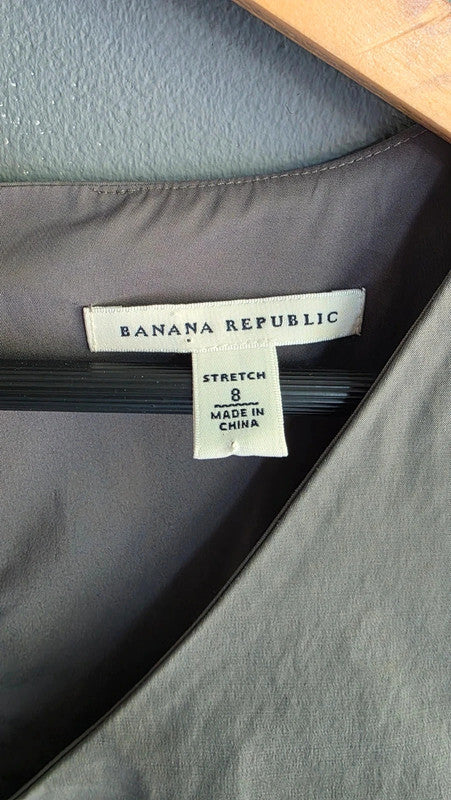 BANANA REPUBLIC
STRETCH
8
MADE IN
CHINA